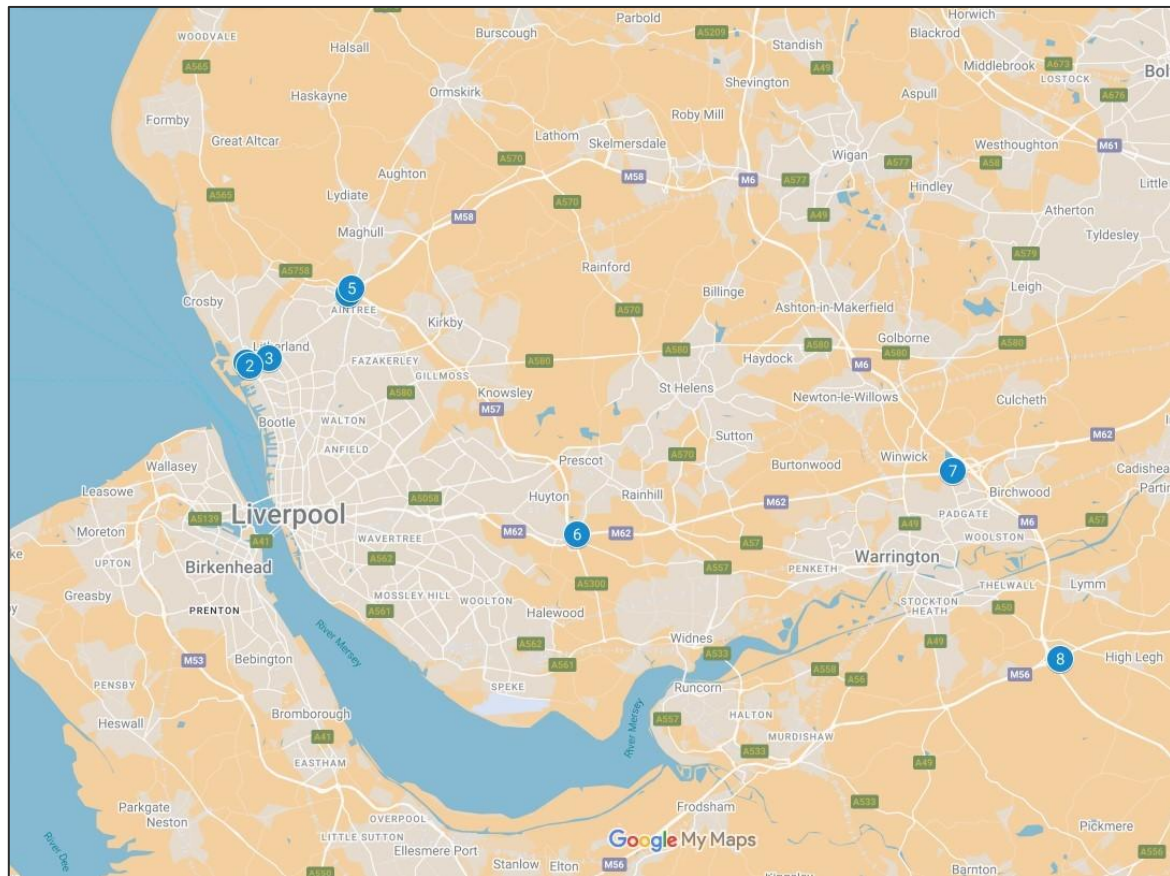 WOODVALE
A565
Halsall
Burscough
Parbold
A5209
Standish
A49
Horwich
Blackrod
Middlebrook
A673
LOSTOCK
Bol
A676
Shevington
Ormskirk
Haskayne
Formby
Great Altcar
Roby Mill
Aspull
Lathom
Skelmersdale
Wigan
A577
Westhoughton
A58
M61
A570
M58
M6
A577
Hindley
Little
Aughton
A565
Lydiate
M58
A570
A49
Atherton
Tyldesley
Maghull
A579
A5758
Rainford
5
Crosby
AINTREE
Billinge
Leigh
Ashton-in-Makerfield
A570
Kirkby
Golborne
Litherland
3
2
FAZAKERLEY
GILLMOSS
A580
A580
A580
A580
A580
Haydock
M6
A580
Knowsley
St Helens
Newton-le-Willows
Culcheth
M57
Bootle
WALTON
ANFIELD
Sutton
M62
A570
Burtonwood
Winwick
Prescot
Wallasey
7
Cadishea
Leasowe
Huyton
Rainhill
Birchwood
Partin
A5058
M62
Liverpool
PADGATE
A5139
Moreton
M62
6
M62
A49
M6
A57
WOOLSTON
A41
WAVERTREE
A57
UPTON
A562
Birkenhead
Warrington
A557
PENKETH
A5300
THELWALL
Lymm
Greasby
MOSSLEY HILL
WOOLTON
STOCKTON
HEATH
PRENTON
A561
Halewood
A50
River Mersey
A562
Widnes
A49
A533
M53
Bebington
A561
8
High Legh
A558
M56
A56
PENSBY
SPEKE
Runcorn
Heswall
Bromborough
A557
HALTON
River Mersey
A41
MURDISHAW
A533
EASTHAM
A49
Parkgate
Neston
OVERPOOL
Frodsham
A533
LITTLE SUTTON
Pickmere
Google My Maps
Ellesmere Port
River Dee
Stanlow
Elton
M56
A550
Barnton
A556